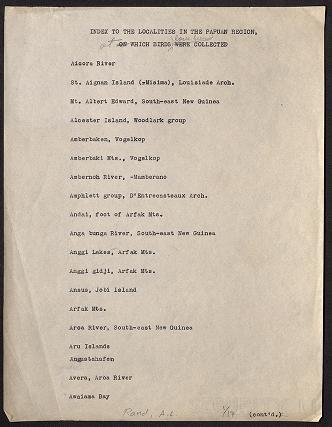 INDEX TO THE LOCALITIES IN THE PAPUAN REGION,
at
ON WHICH BIRDS WERE COLLECTED
Aicora River
St. Aignan Island (=Misima), Louisiade Arch.
Mt. Albert Edward, South-east New Guinea
Alcester Island, Woodlark group
Amberbaken, Vogelkop
Amberbaki Mts., Vogelkop
Ambernoh River, =Mamberano
Amphlett group, D'Entrecasteaux Arch.
Andai, foot of Arfak Mts.
Anga bunga River, South-east New Guinea
Anggi Lakes, Arfak Mts.
Anggi gidji, Arfak Mts.
Ansus, Jobi Island
Arfak Mts.
Aroa River, South-east New Guinea
Aru Islands
Augustahafen
Avera, Aroa River
Awaiama Bay
Rand, A.L. (cont'd.)